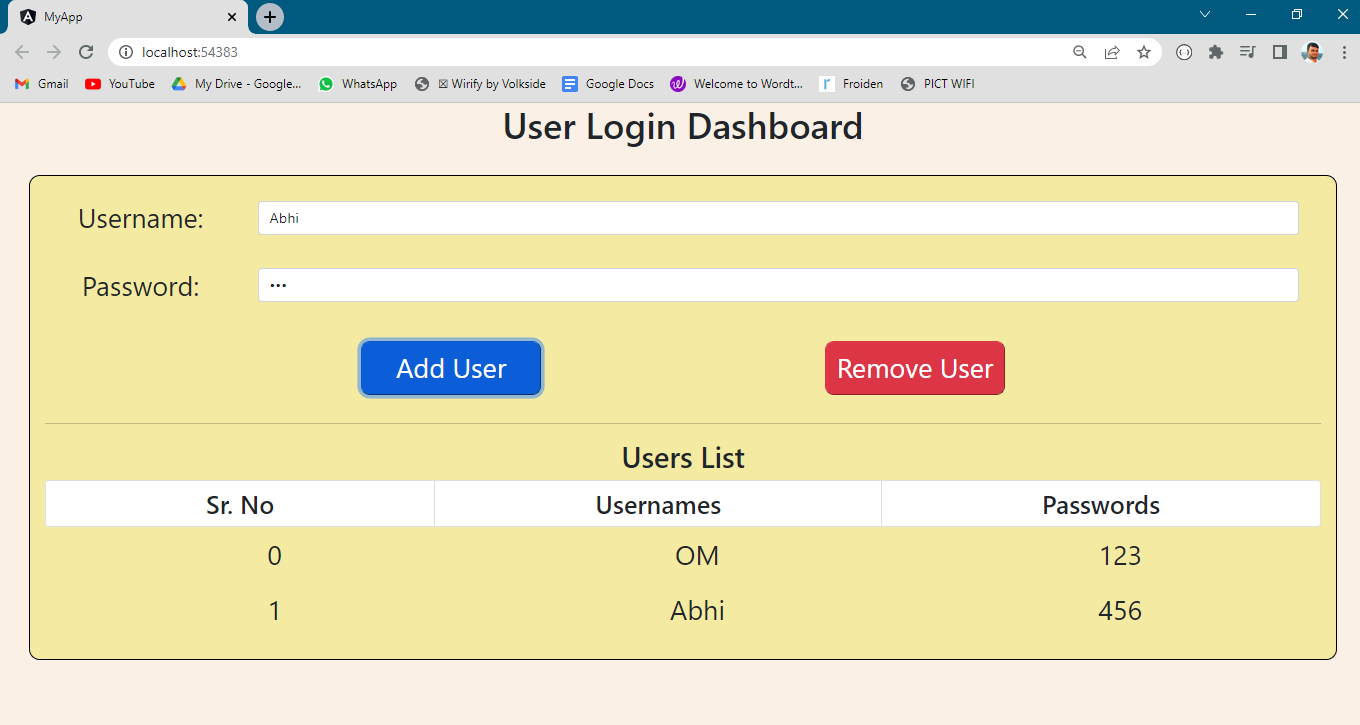 MyApp
localhost:54383
Gmail YouTube My Drive - Google... WhatsApp ☒ Wirify by Volkside Google Docs Welcome to Wordt... Froiden PICT WIFI
User Login Dashboard
Username: Abhi
Password: •••
Add User Remove User
Users List
Sr. No Usernames Passwords
0 OM 123
1 Abhi 456